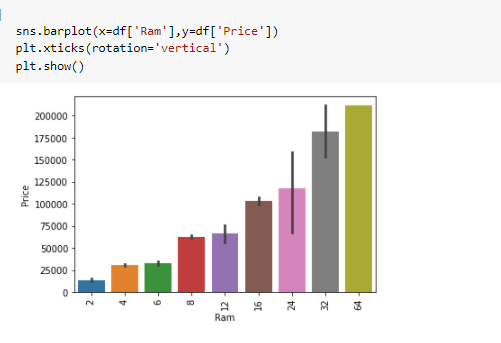 sns.barplot(x=df['Ram'],y=df['Price'])
plt.xticks(rotation='vertical')
plt.show()
200000
175000
150000
125000
100000
75000
50000
25000
0
Price
2 4 6 8 12 16 24 32 64
Ram